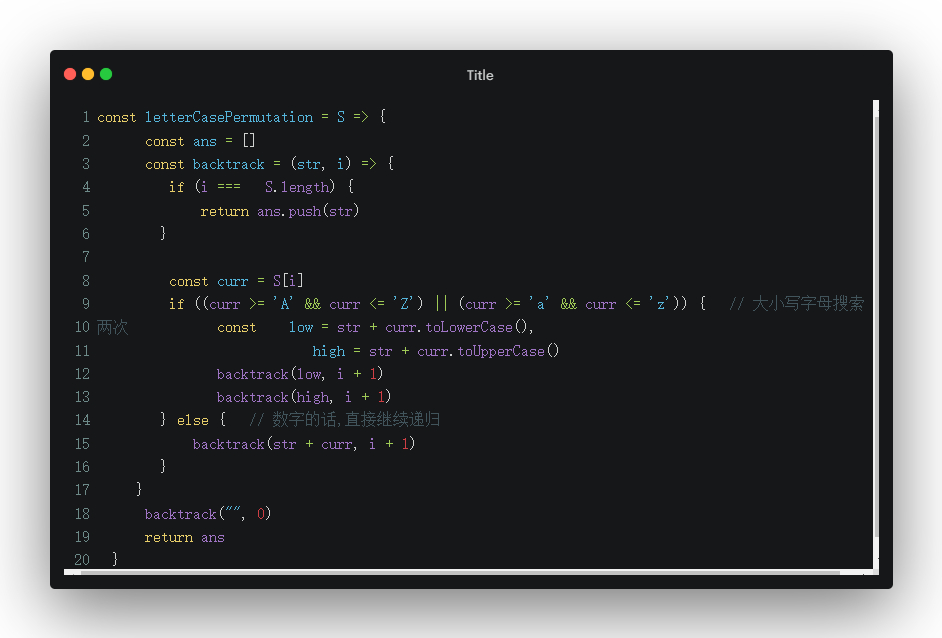 Title
1 const letterCasePermutation = S => {
2 const ans = []
3 const backtrack = (str, i) => {
4 if (i === S.length) {
5 return ans.push(str)
6 }
7
8 const curr = S[i]
9 if ((curr >= 'A' && curr <= 'Z') || (curr >= 'a' && curr <= 'z')) { // 大小写字母搜索
10 两次 const low = str + curr.toLowerCase(),
11 high = str + curr.toUpperCase()
12 backtrack(low, i + 1)
13 backtrack(high, i + 1)
14 } else { // 数字的话,直接继续递归
15 backtrack(str + curr, i + 1)
16 }
17 }
18 backtrack("", 0)
19 return ans
20 }